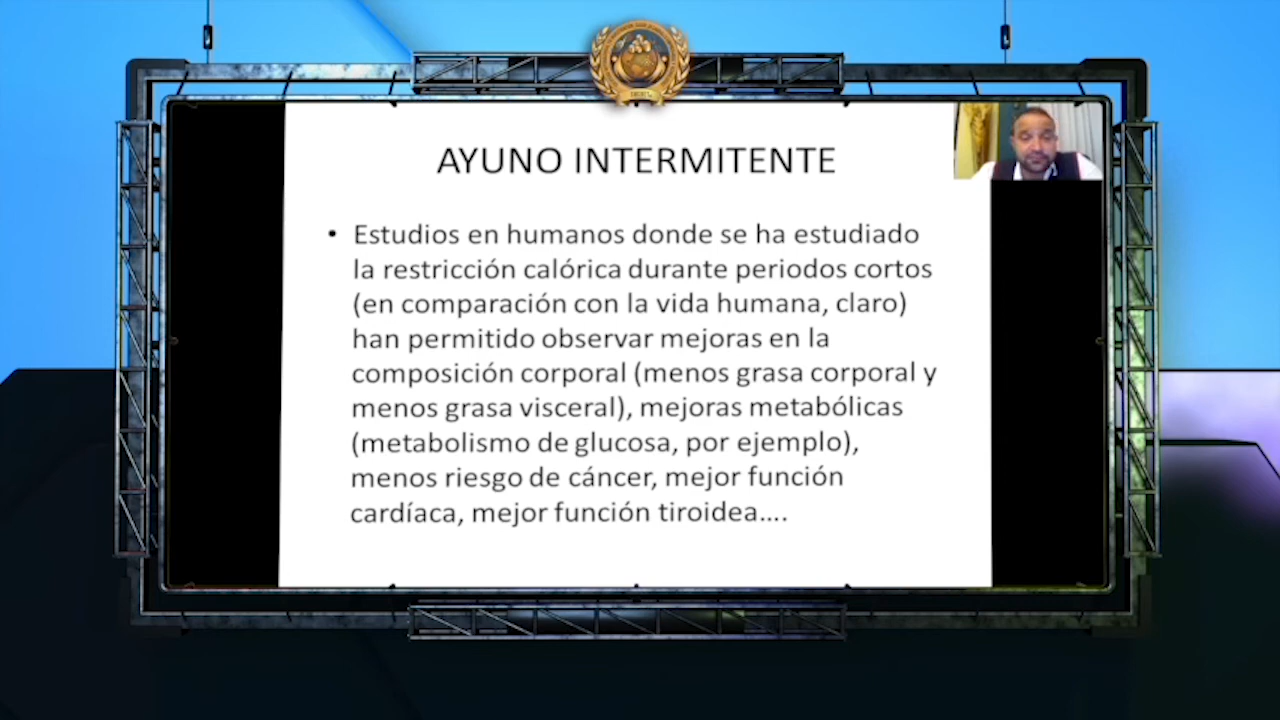 AYUNO INTERMITENTE
• Estudios en humanos donde se ha estudiado
la restricción calórica durante periodos cortos
(en comparación con la vida humana, claro)
han permitido observar mejoras en la
composición corporal (menos grasa corporal y
menos grasa visceral), mejoras metabólicas
(metabolismo de glucosa, por ejemplo),
menos riesgo de cáncer, mejor función
cardíaca, mejor función tiroidea....